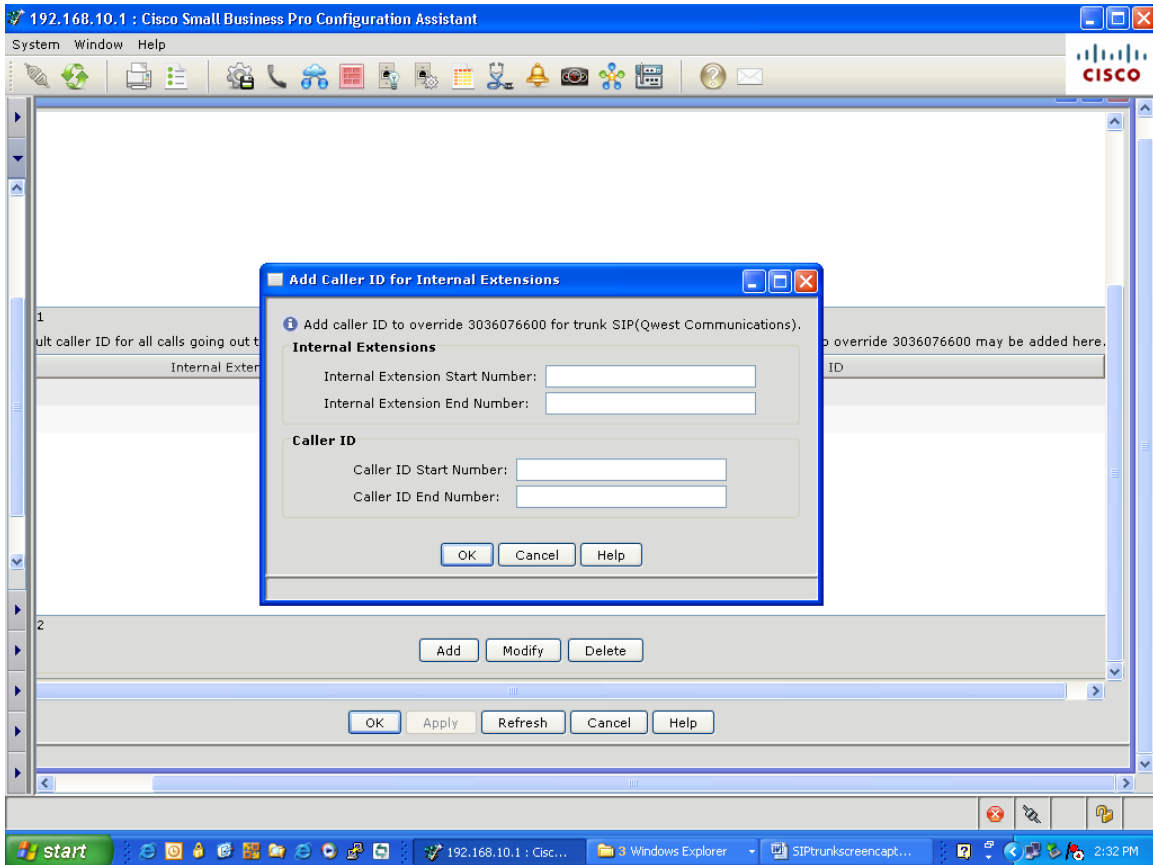 192.168.10.1 : Cisco Small Business Pro Configuration Assistant
System Window Help
CISCO
Add Caller ID for Internal Extensions
Add caller ID to override 3036076600 for trunk SIP(Qwest Communications).
Internal Extensions
Internal Extension Start Number:
Internal Extension End Number:
Caller ID
Caller ID Start Number:
Caller ID End Number:
OK Cancel Help
1
ult caller ID for all calls going out t
o override 3036076600 may be added here.
Internal Exter
ID
2
Add Modify Delete
OK Apply Refresh Cancel Help
start
192.168.10.1 : Cisc...
3 Windows Explorer
SIPtrunkscreencapt...
2:32 PM